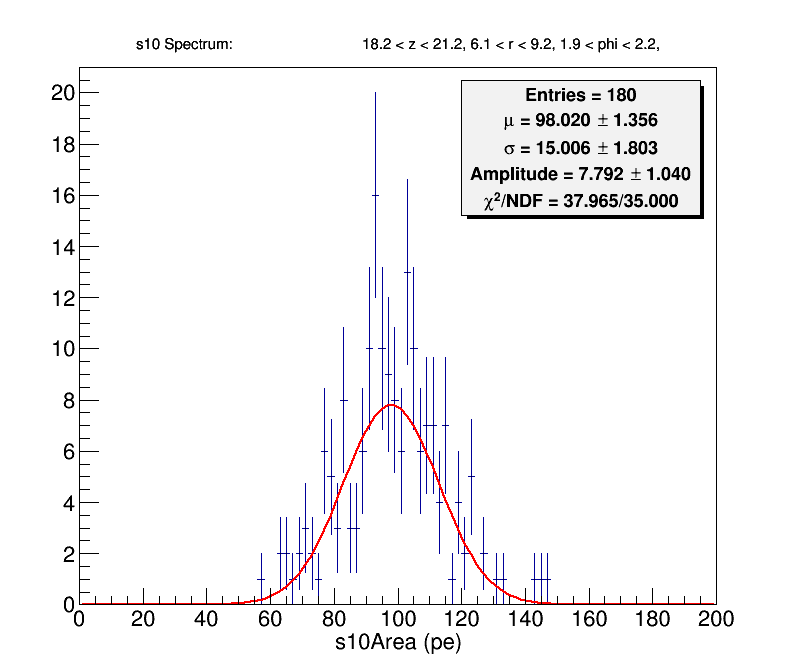 s10 Spectrum: 18.2 < z < 21.2, 6.1 < r < 9.2, 1.9 < phi < 2.2,
Entries = 180
μ = 98.020 ± 1.356
σ = 15.006 ± 1.803
Amplitude = 7.792 ± 1.040
χ²/NDF = 37.965/35.000
20
18
16
14
12
10
8
6
4
2
0
0 20 40 60 80 100 120 140 160 180 200
s10Area (pe)